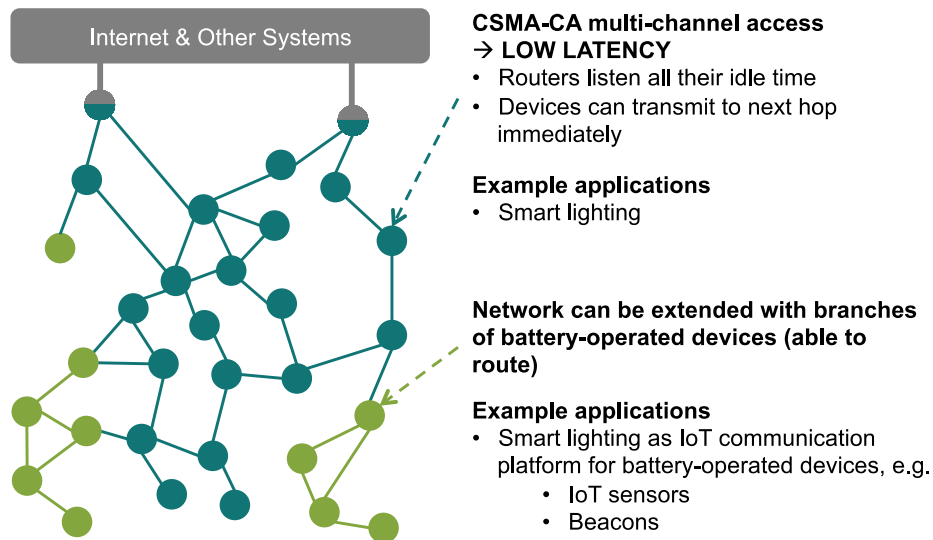 Internet & Other Systems
CSMA-CA multi-channel access
→ LOW LATENCY
• Routers listen all their idle time
• Devices can transmit to next hop
immediately
Example applications
• Smart lighting
Network can be extended with branches
of battery-operated devices (able to
route)
Example applications
• Smart lighting as IoT communication
platform for battery-operated devices, e.g.
• IoT sensors
• Beacons